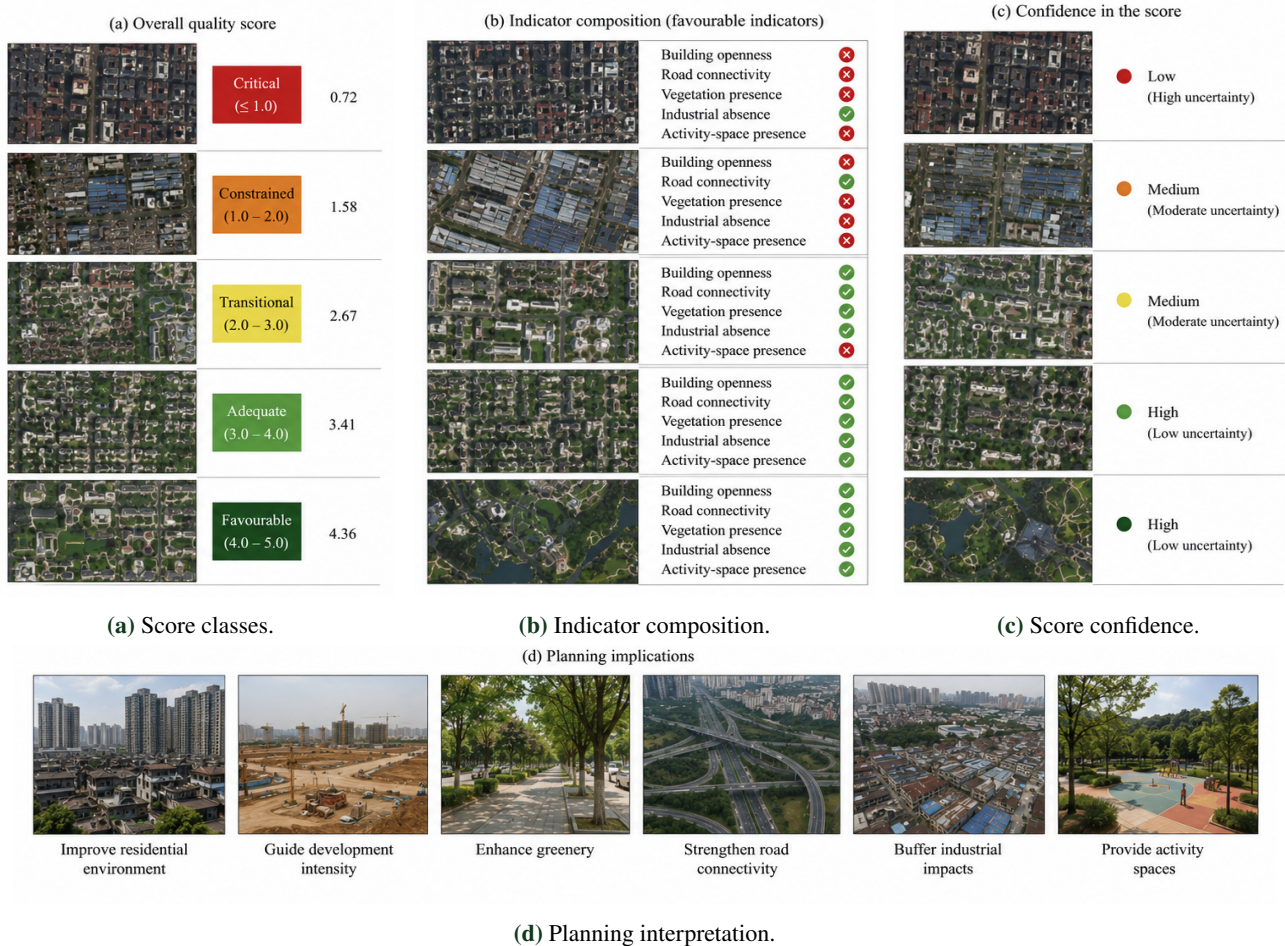 (a) Overall quality score
Critical
(≤ 1.0)
0.72
Constrained
(1.0 – 2.0)
1.58
Transitional
(2.0 – 3.0)
2.67
Adequate
(3.0 – 4.0)
3.41
Favourable
(4.0 – 5.0)
4.36
(a) Score classes.
(b) Indicator composition (favourable indicators)
Building openness
Road connectivity
Vegetation presence
Industrial absence
Activity-space presence
Building openness
Road connectivity
Vegetation presence
Industrial absence
Activity-space presence
Building openness
Road connectivity
Vegetation presence
Industrial absence
Activity-space presence
Building openness
Road connectivity
Vegetation presence
Industrial absence
Activity-space presence
Building openness
Road connectivity
Vegetation presence
Industrial absence
Activity-space presence
(b) Indicator composition.
(c) Confidence in the score
Low
(High uncertainty)
Medium
(Moderate uncertainty)
Medium
(Moderate uncertainty)
High
(Low uncertainty)
High
(Low uncertainty)
(c) Score confidence.
(d) Planning implications
Improve residential
environment
Guide development
intensity
Enhance greenery
Strengthen road
connectivity
Buffer industrial
impacts
Provide activity
spaces
(d) Planning interpretation.